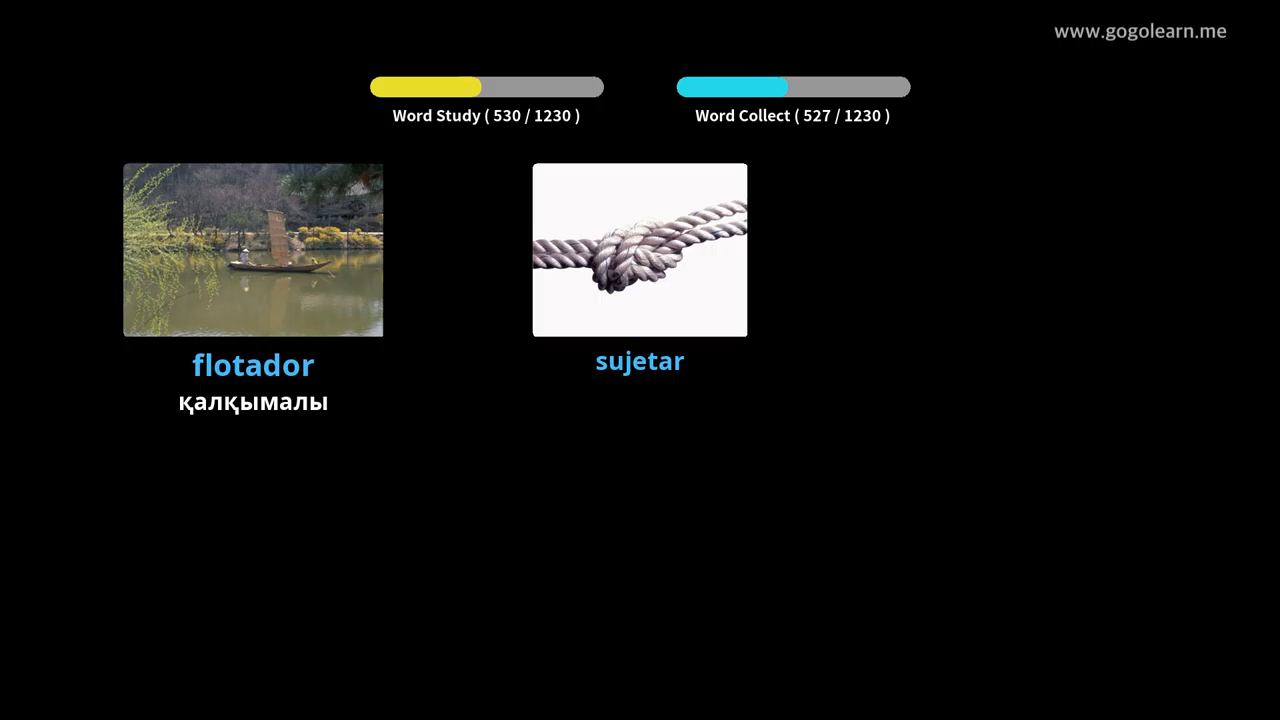 www.gogolearn.me
Word Study ( 530 / 1230 )
Word Collect ( 527 / 1230 )
flotador
қалқымалы
sujetar